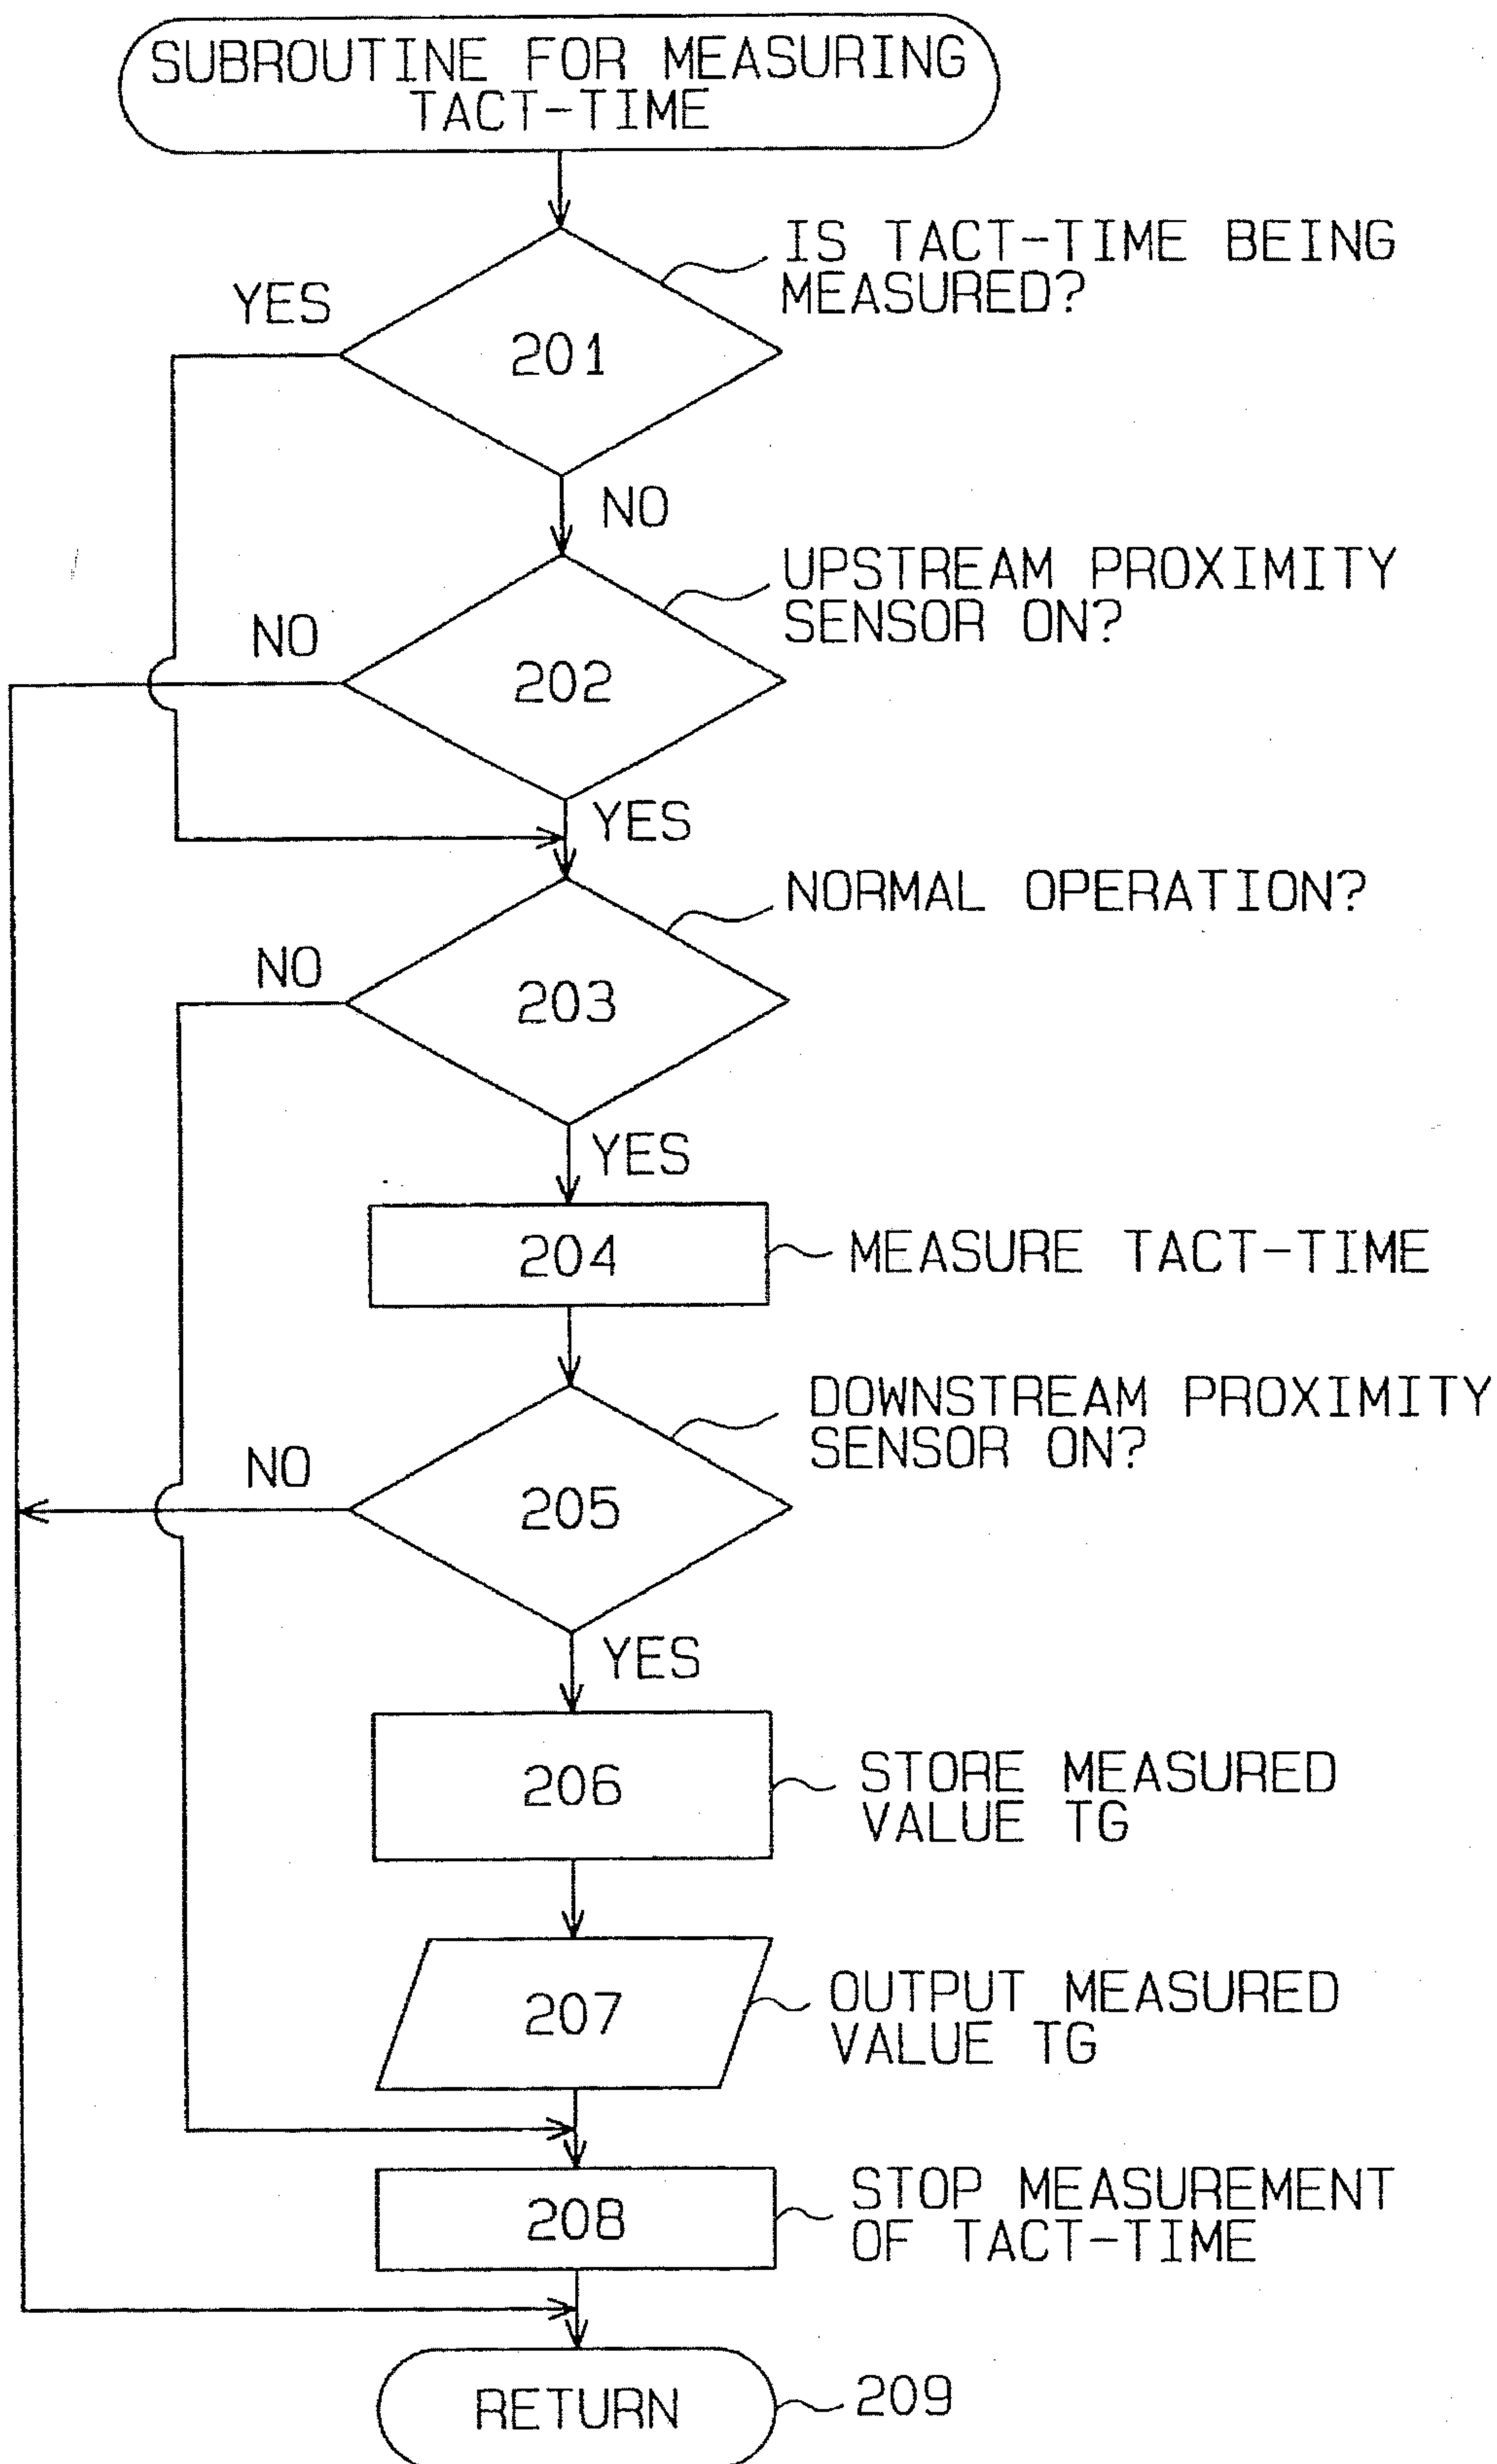 SUBROUTINE FOR MEASURING
TACT-TIME
IS TACT-TIME BEING
MEASURED?
YES
201
NO
UPSTREAM PROXIMITY
SENSOR ON?
NO
202
YES
NORMAL OPERATION?
NO
203
YES
204
MEASURE TACT-TIME
DOWNSTREAM PROXIMITY
SENSOR ON?
NO
205
YES
206
STORE MEASURED
VALUE TG
207
OUTPUT MEASURED
VALUE TG
208
STOP MEASUREMENT
OF TACT-TIME
RETURN
209